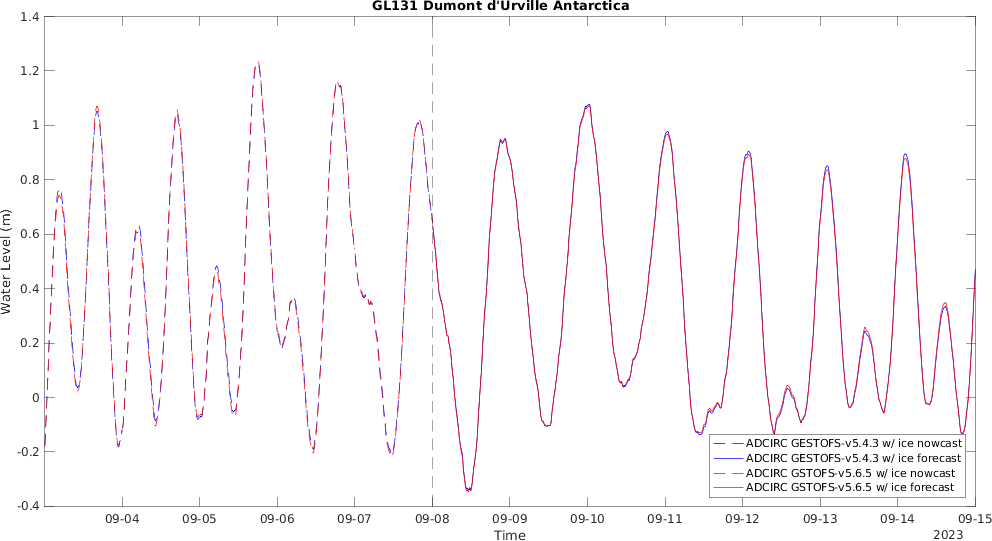 GL131 Dumont d'Urville Antarctica
1.4
1.2
1
0.8
0.6
0.4
0.2
0
-0.2
-0.4
Water Level (m)
ADCIRC GESTOFS-v5.4.3 w/ ice nowcast
ADCIRC GESTOFS-v5.4.3 w/ ice forecast
ADCIRC GSTOFS-v5.6.5 w/ ice nowcast
ADCIRC GSTOFS-v5.6.5 w/ ice forecast
09-04 09-05 09-06 09-07 09-08 09-09 09-10 09-11 09-12 09-13 09-14 09-15
Time
2023